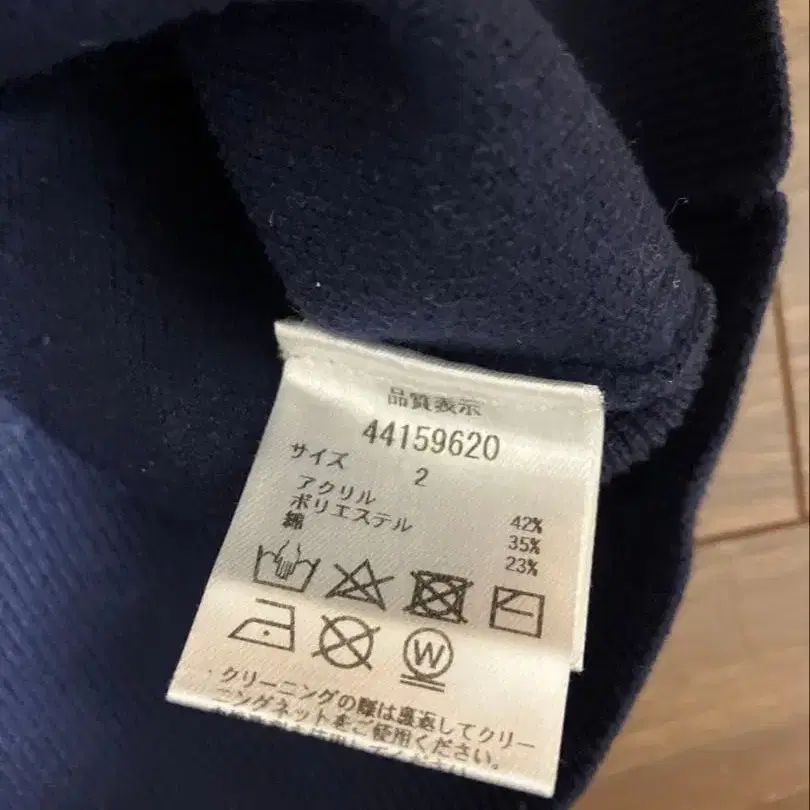 品質表示
44159620
サイズ 2
アクリル 42%
ポリエステル 35%
綿 23%
W
クリーニングの際は裏返してクリー
ニングネットをご使用ください。